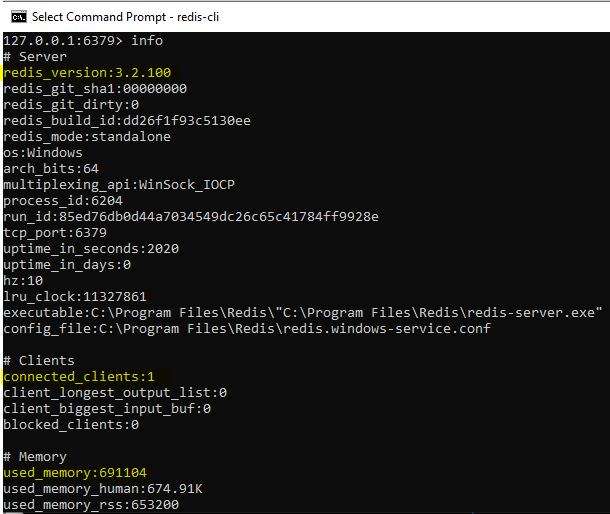 Select Command Prompt - redis-cli
127.0.0.1:6379> info
# Server
redis_version:3.2.100
redis_git_sha1:00000000
redis_git_dirty:0
redis_build_id:dd26f1f93c5130ee
redis_mode:standalone
os:Windows
arch_bits:64
multiplexing_api:WinSock_IOCP
process_id:6204
run_id:85ed76db0d44a7034549dc26c65c41784ff9928e
tcp_port:6379
uptime_in_seconds:2020
uptime_in_days:0
hz:10
lru_clock:11327861
executable:C:\Program Files\Redis\"C:\Program Files\Redis\redis-server.exe"
config_file:C:\Program Files\Redis\redis.windows-service.conf
# Clients
connected_clients:1
client_longest_output_list:0
client_biggest_input_buf:0
blocked_clients:0
# Memory
used_memory:691104
used_memory_human:674.91K
used_memory_rss:653200